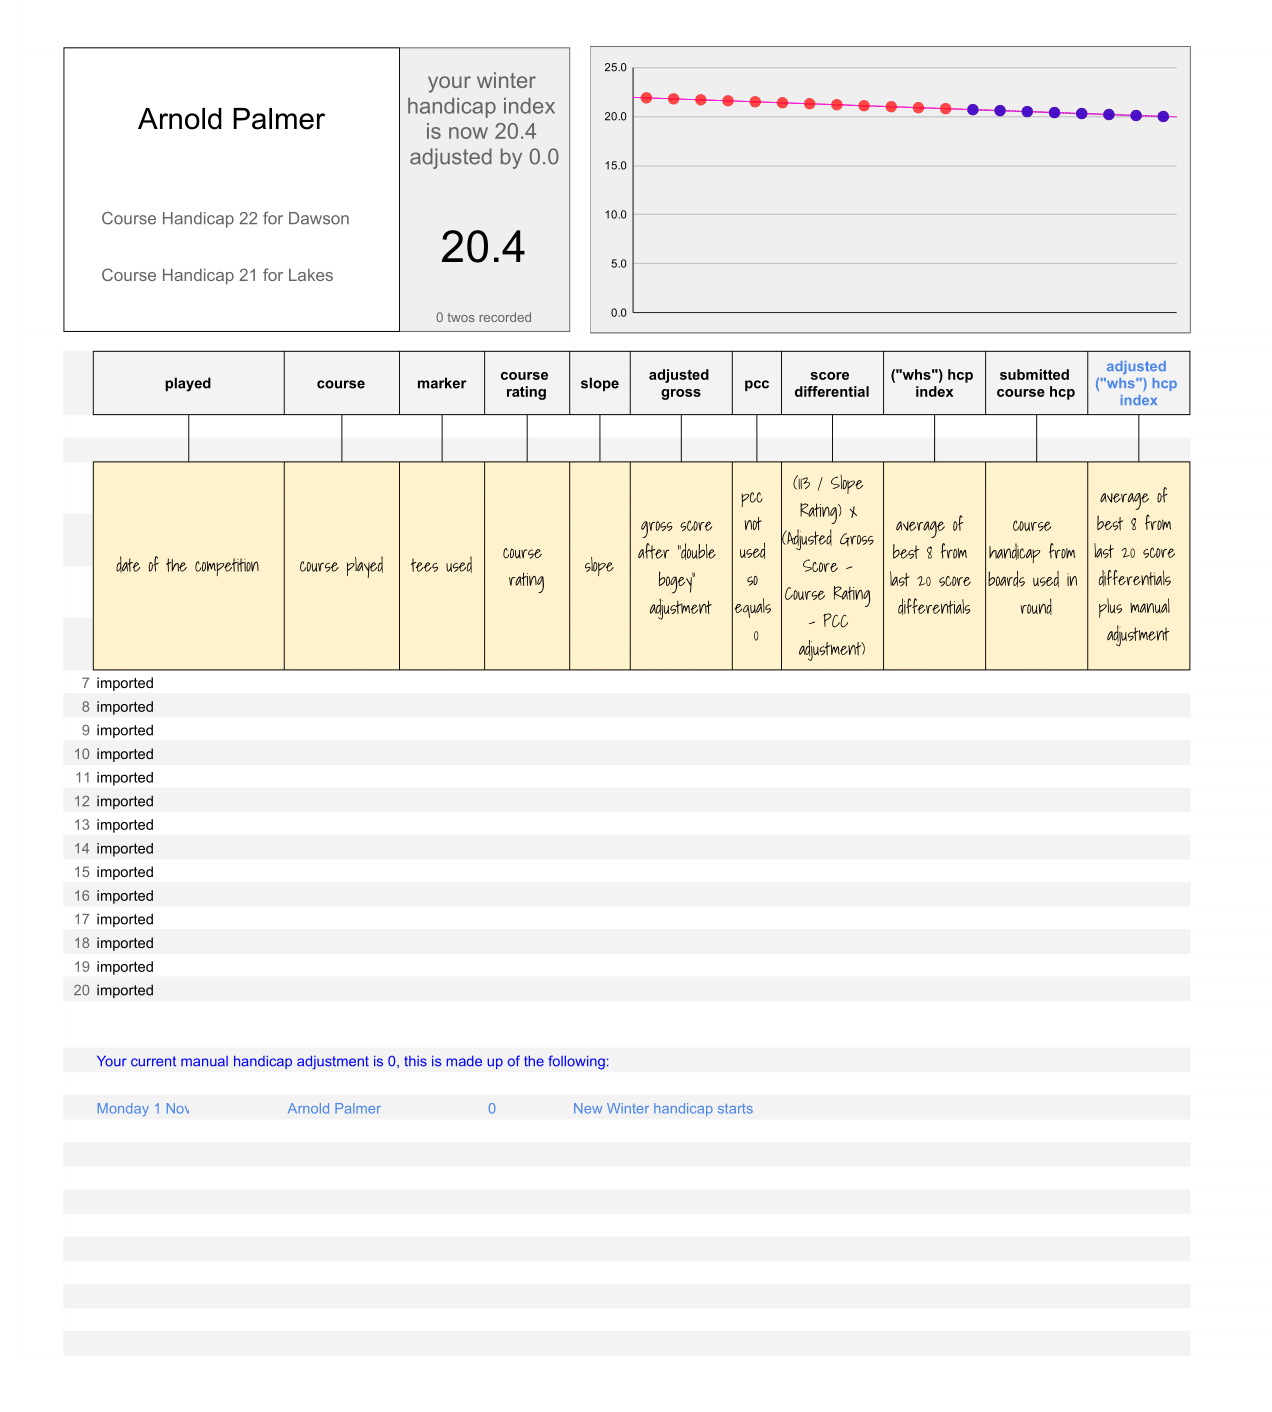 Arnold Palmer
Course Handicap 22 for Dawson
Course Handicap 21 for Lakes
your winter
handicap index
is now 20.4
adjusted by 0.0
20.4
0 twos recorded
25.0
20.0
15.0
10.0
5.0
0.0
played
course
marker
course
rating
slope
adjusted
gross
pcc
score
differential
("whs") hcp
index
submitted
course hcp
adjusted
("whs") hcp
index
date of the competition
course played
tees used
course
rating
slope
gross score
after "double
bogey"
adjustment
pcc
not
used
so
equals
0
(113 / Slope
Rating) x
(Adjusted Gross
Score -
Course Rating
- PCC
adjustment)
average of
best 8 from
last 20 score
differentials
course
handicap from
boards used in
round
average of
best 8 from
last 20 score
differentials
plus manual
adjustment
7 imported
8 imported
9 imported
10 imported
11 imported
12 imported
13 imported
14 imported
15 imported
16 imported
17 imported
18 imported
19 imported
20 imported
Your current manual handicap adjustment is 0, this is made up of the following:
Monday 1 Nov Arnold Palmer 0 New Winter handicap starts